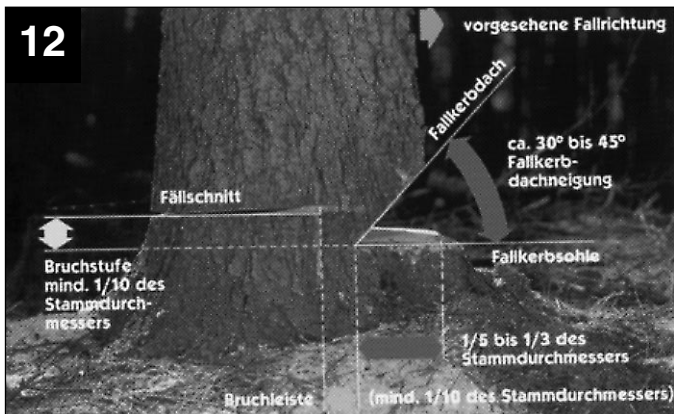 12
vorgesehene Fallrichtung
Fallkerbdach
ca. 30° bis 45°
Fallkerb-
dachneigung
Fällschnitt
Bruchstufe
mind. 1/10 des
Stammdurch-
messers
Fallkerbsohle
1/5 bis 1/3 des
Stammdurchmessers
Bruchleiste
(mind. 1/10 des Stammdurchmessers)